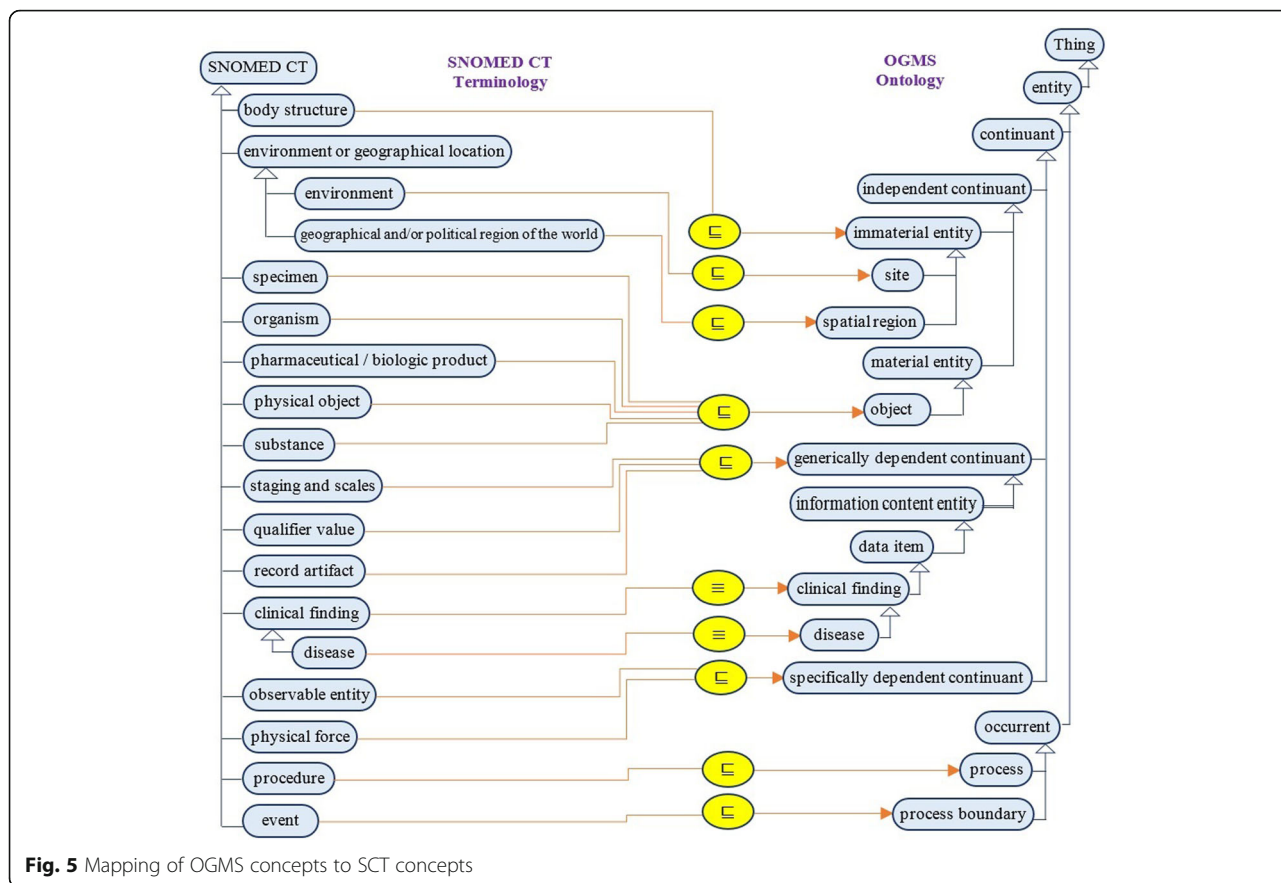 SNOMED CT
SNOMED CT
Terminology
OGMS
Ontology
Thing
entity
body structure
continuant
environment or geographical location
independent continuant
environment
geographical and/or political region of the world
⊑
immaterial entity
specimen
⊑
site
organism
⊑
spatial region
pharmaceutical / biologic product
material entity
physical object
⊑
object
substance
⊑
generically dependent continuant
staging and scales
information content entity
qualifier value
data item
record artifact
clinical finding
≡
clinical finding
disease
≡
disease
observable entity
⊑
specifically dependent continuant
physical force
occurrent
procedure
⊑
process
event
⊑
process boundary
Fig. 5 Mapping of OGMS concepts to SCT concepts